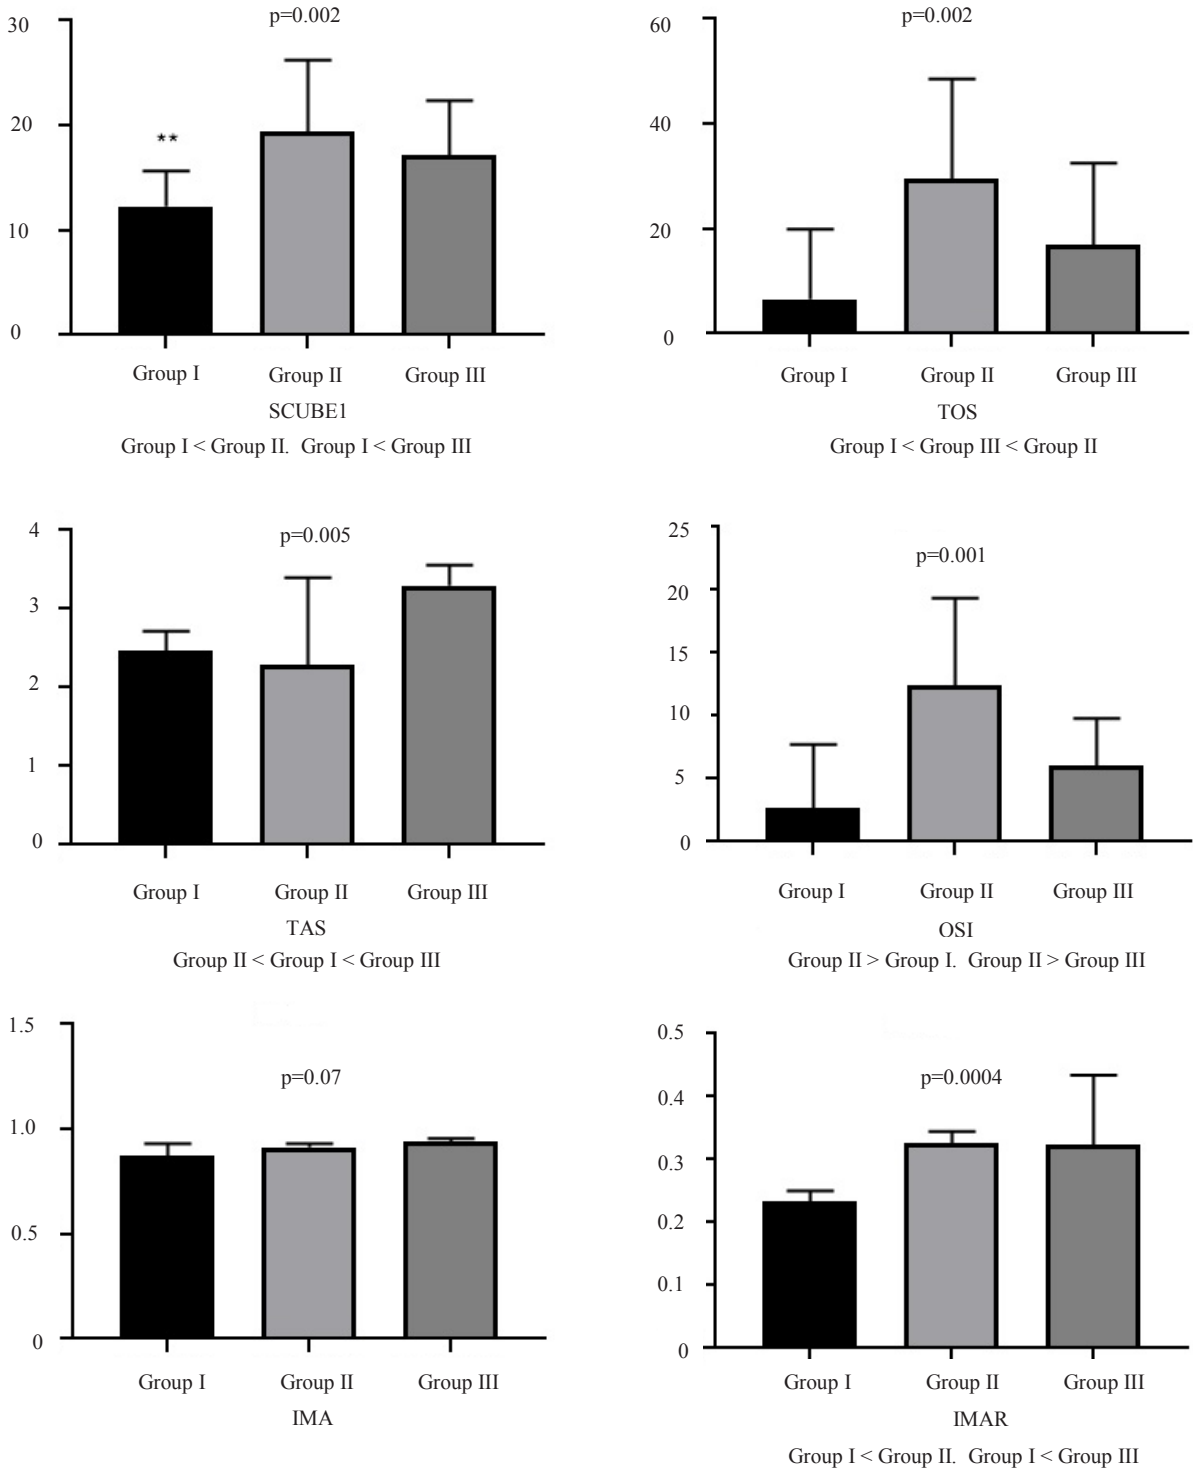 p=0.002
30
20
10
0
**
Group I Group II Group III
SCUBE1
Group I < Group II. Group I < Group III
p=0.002
60
40
20
0
Group I Group II Group III
TOS
Group I < Group III < Group II
4
3
2
1
0
p=0.005
Group I Group II Group III
TAS
Group II < Group I < Group III
25
20
15
10
5
0
p=0.001
Group I Group II Group III
OSI
Group II > Group I. Group II > Group III
1.5
1.0
0.5
0
p=0.07
Group I Group II Group III
IMA
0.5
0.4
0.3
0.2
0.1
0
p=0.0004
Group I Group II Group III
IMAR
Group I < Group II. Group I < Group III